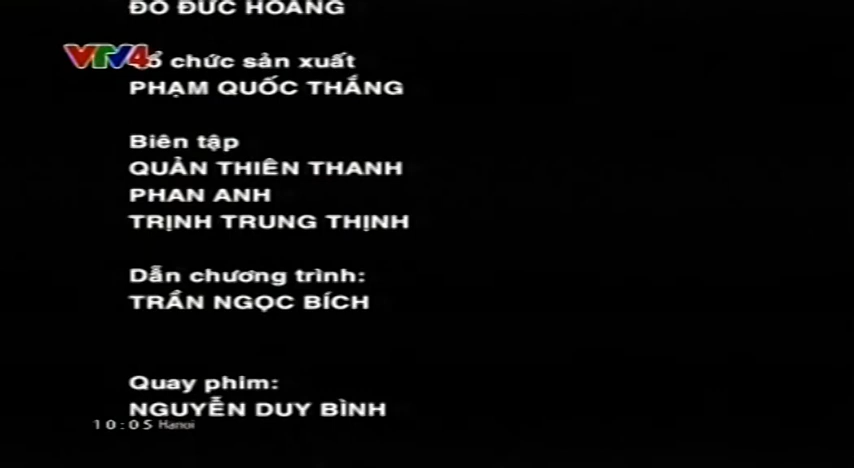 ĐỖ ĐỨC HOÀNG
VTV4
Tổ chức sản xuất
PHẠM QUỐC THẮNG
Biên tập
QUẢN THIÊN THANH
PHAN ANH
TRỊNH TRUNG THỊNH
Dẫn chương trình:
TRẦN NGỌC BÍCH
Quay phim:
NGUYỄN DUY BÌNH
10:05 Hanoi